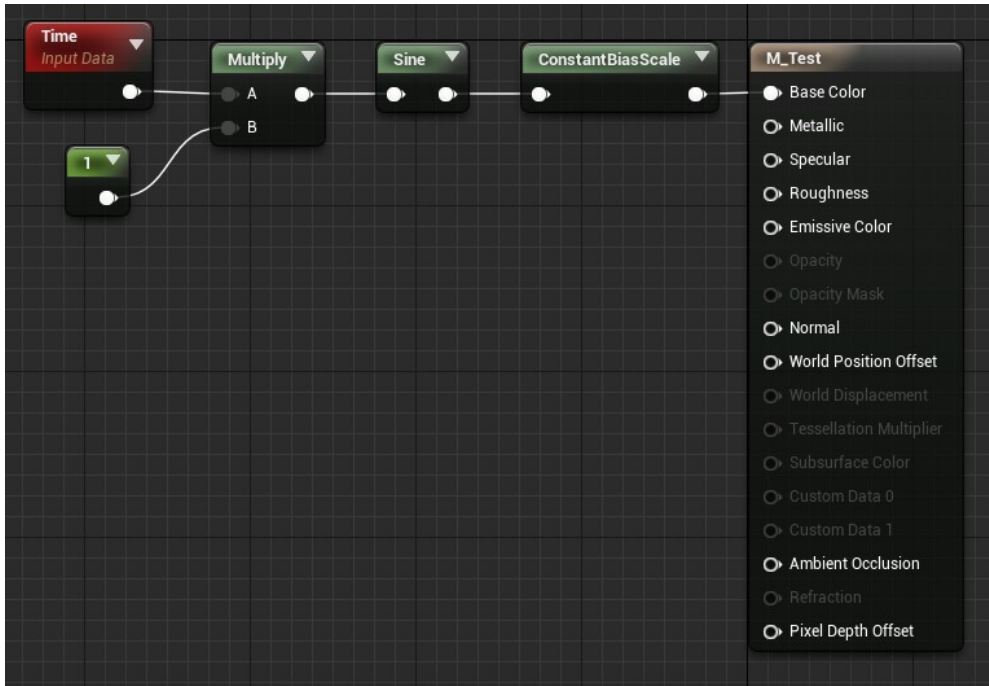 Time
Input Data
Multiply
A
B
1
Sine
ConstantBiasScale
M_Test
Base Color
Metallic
Specular
Roughness
Emissive Color
Opacity
Opacity Mask
Normal
World Position Offset
World Displacement
Tessellation Multiplier
Subsurface Color
Custom Data 0
Custom Data 1
Ambient Occlusion
Refraction
Pixel Depth Offset